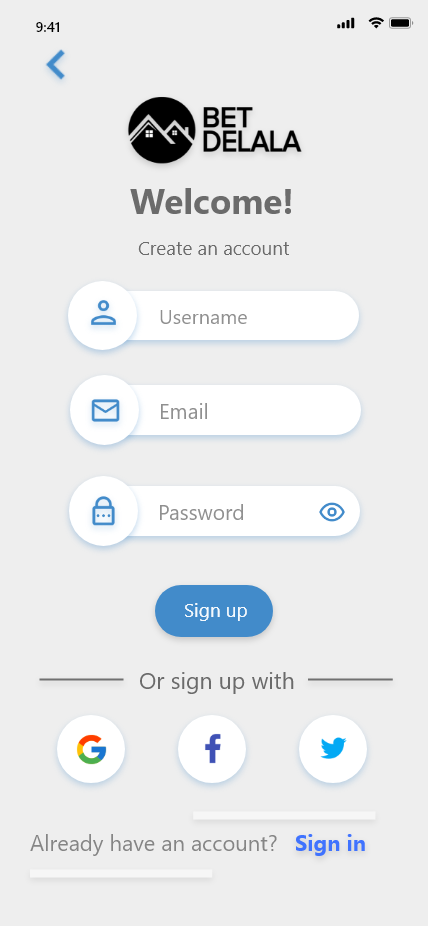 9:41
BET
DELALA
Welcome!
Create an account
Username
Email
Password
Sign up
Or sign up with
Already have an account? Sign in